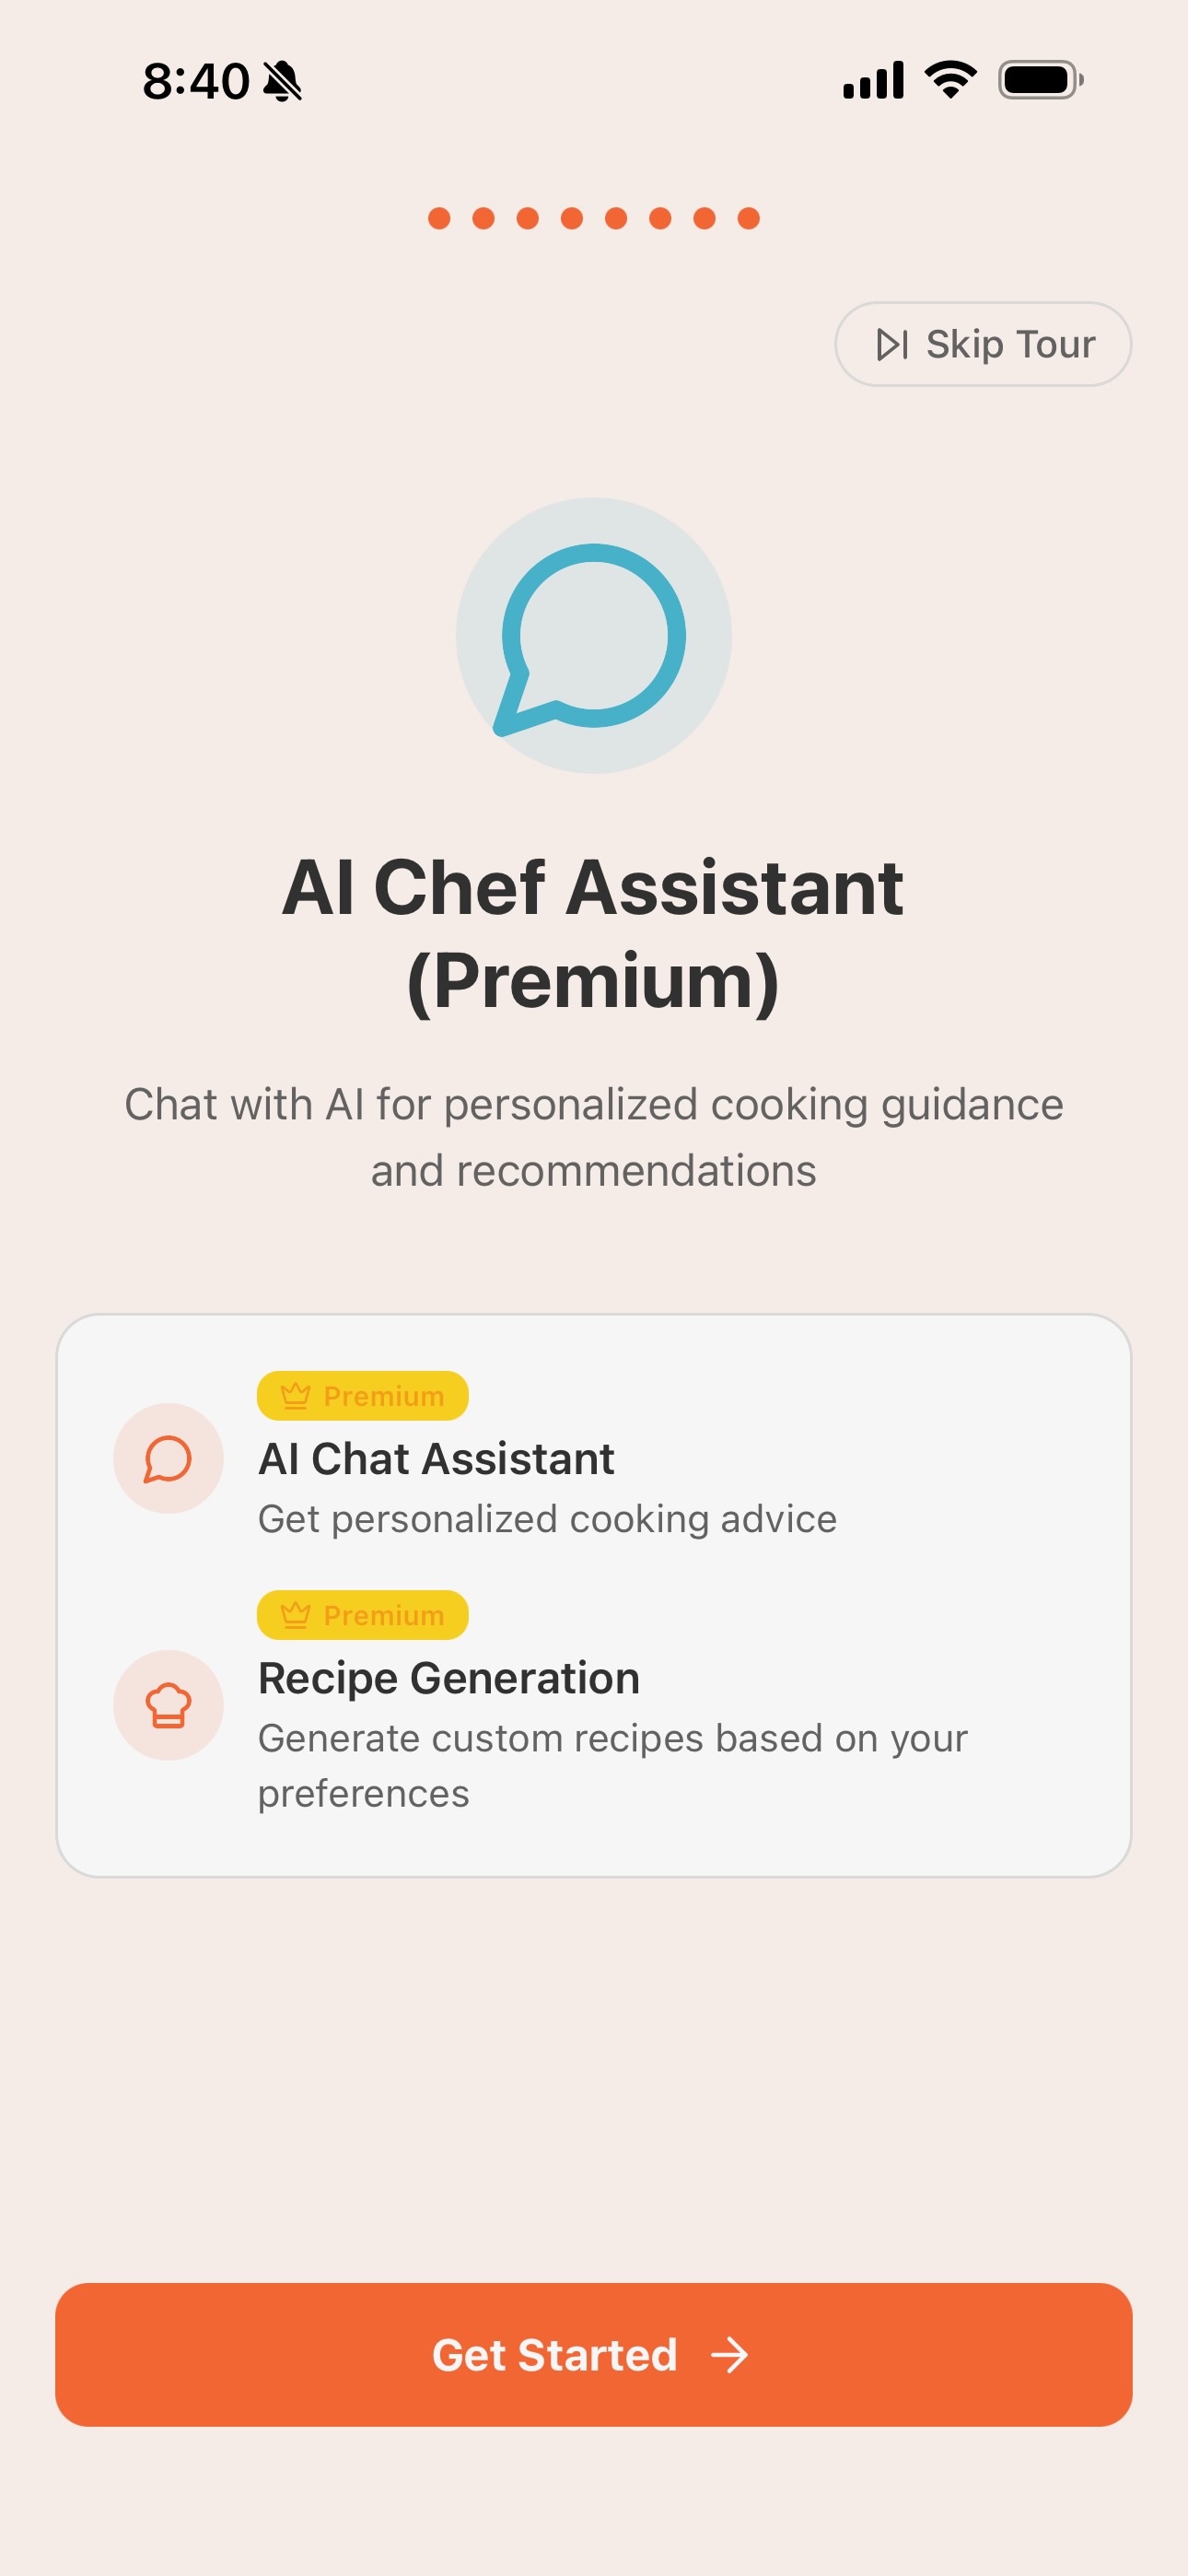 8:40
Skip Tour
AI Chef Assistant
(Premium)
Chat with AI for personalized cooking guidance
and recommendations
Premium
AI Chat Assistant
Get personalized cooking advice
Premium
Recipe Generation
Generate custom recipes based on your
preferences
Get Started